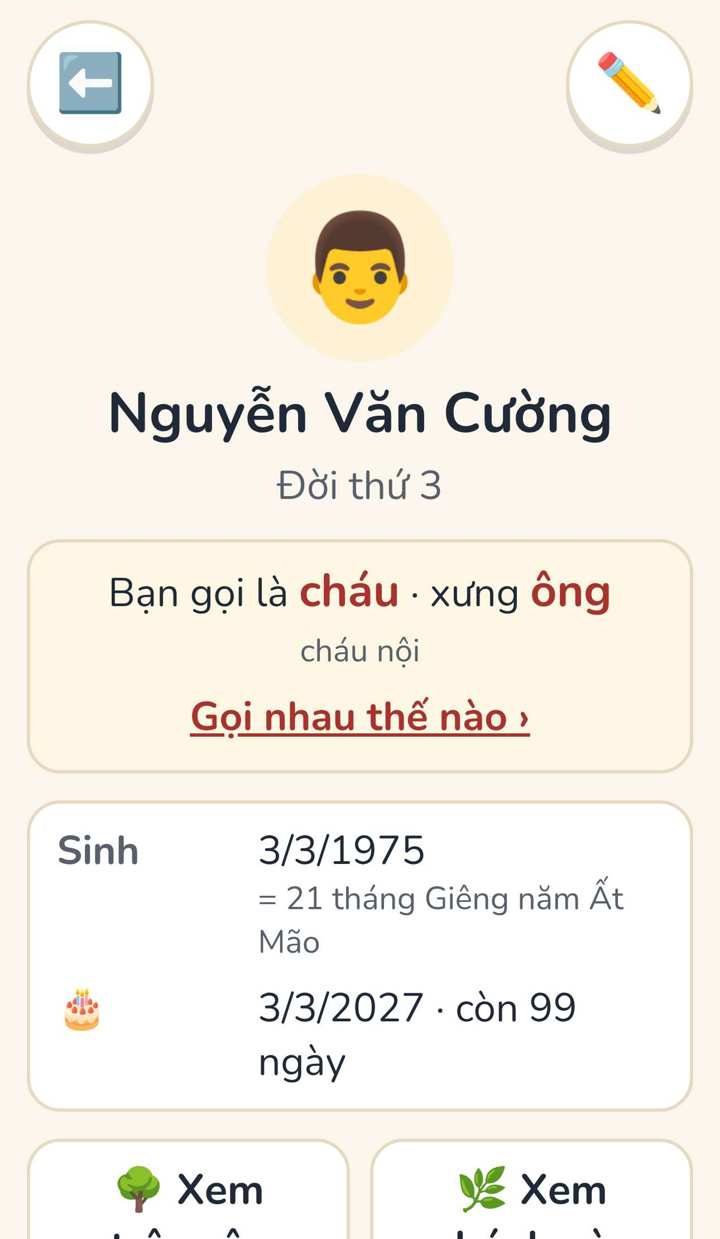 Nguyễn Văn Cường
Đời thứ 3
Bạn gọi là cháu · xưng ông
cháu nội
Gọi nhau thế nào ›
Sinh
3/3/1975
= 21 tháng Giêng năm Ất
Mão
3/3/2027 · còn 99
ngày
Xem
Xem